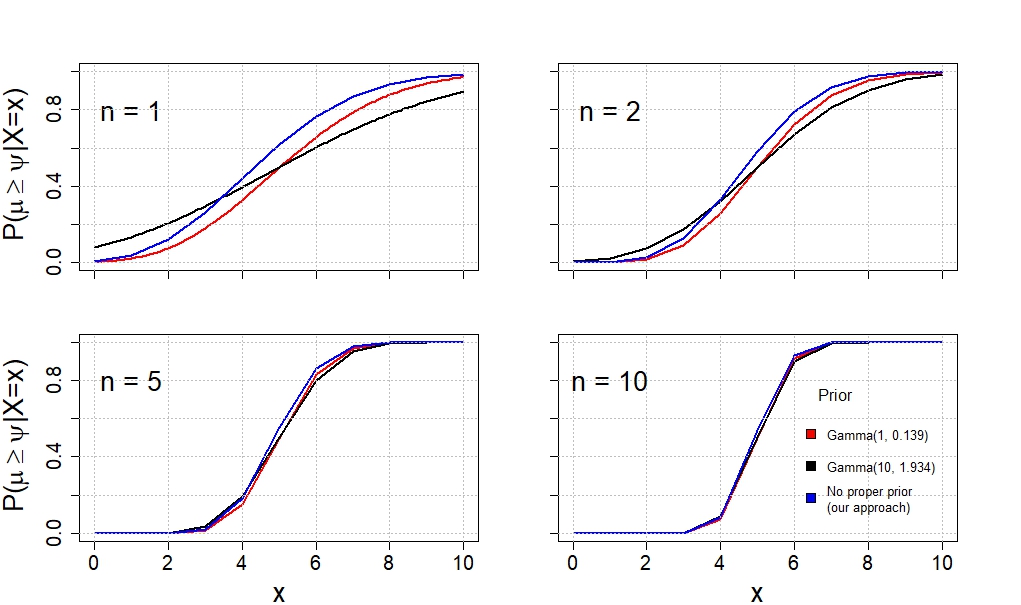 n = 1
n = 2
P(μ ≥ ψ|X=x)
0.0 0.4 0.8
n = 5
n = 10
P(μ ≥ ψ|X=x)
0.0 0.4 0.8
Prior
Gamma(1, 0.139)
Gamma(10, 1.934)
No proper prior
(our approach)
0 2 4 6 8 10
0 2 4 6 8 10
x
x